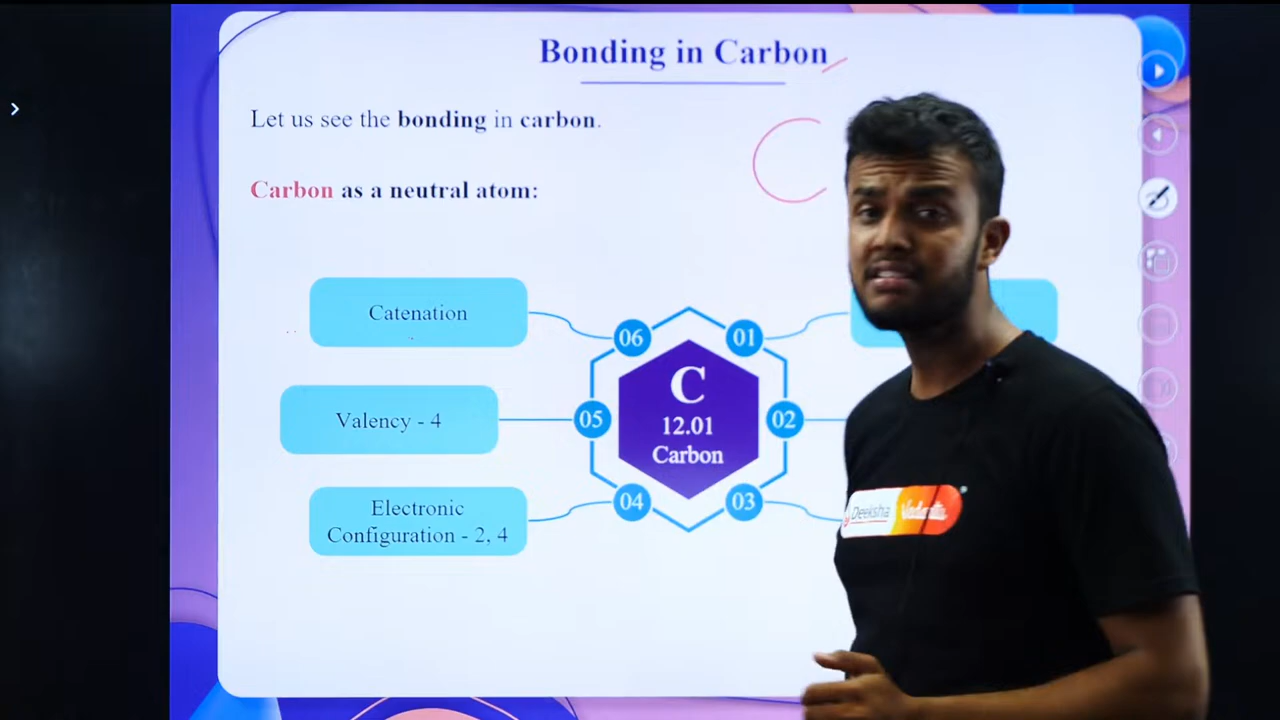 Bonding in Carbon
Let us see the bonding in carbon.
Carbon as a neutral atom:
C
Catenation
06
01
Valency - 4
05
C
12.01
Carbon
02
Electronic
Configuration - 2, 4
04
03
Deeksha
Vedantu